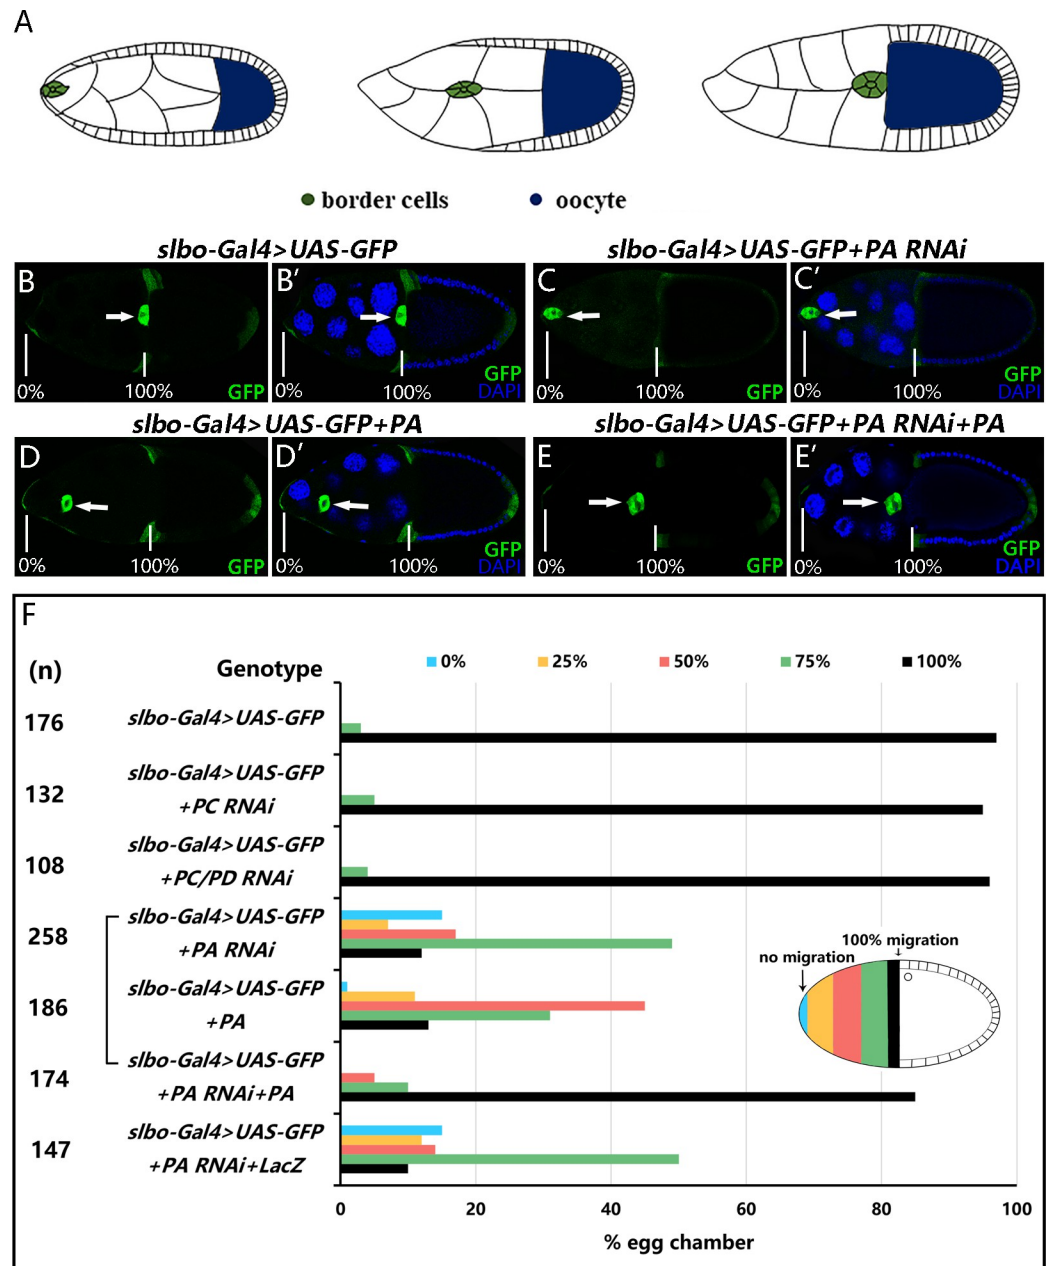 A
border cells
oocyte
slbo-Gal4>UAS-GFP
slbo-Gal4>UAS-GFP+PA RNAi
B
0%
100%
GFP
B′
0%
100%
GFP
DAPI
C
0%
100%
GFP
C′
0%
100%
GFP
DAPI
slbo-Gal4>UAS-GFP+PA
slbo-Gal4>UAS-GFP+PA RNAi+PA
D
0%
100%
GFP
D′
0%
100%
GFP
DAPI
E
0%
100%
GFP
E′
0%
100%
GFP
DAPI
F
(n)
Genotype
0%
25%
50%
75%
100%
176
slbo-Gal4>UAS-GFP
132
slbo-Gal4>UAS-GFP
+PC RNAi
108
slbo-Gal4>UAS-GFP
+PC/PD RNAi
258
slbo-Gal4>UAS-GFP
+PA RNAi
186
slbo-Gal4>UAS-GFP
+PA
174
slbo-Gal4>UAS-GFP
+PA RNAi+PA
147
slbo-Gal4>UAS-GFP
+PA RNAi+LacZ
100% migration
no migration
0
20
40
60
80
100
% egg chamber